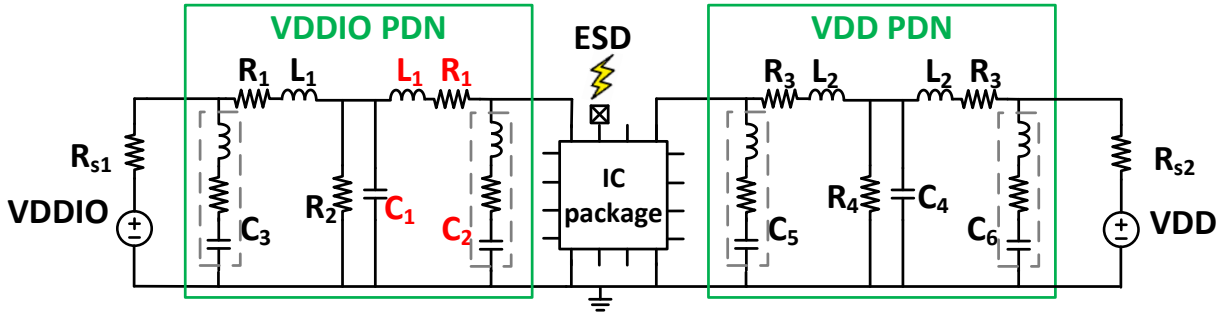 VDDIO PDN
ESD
VDD PDN
R1 L1 L1 R1
R3 L2 L2 R3
Rs1
VDDIO
R2
C1
C2
C3
IC
package
R4
C4
C5
C6
Rs2
VDD